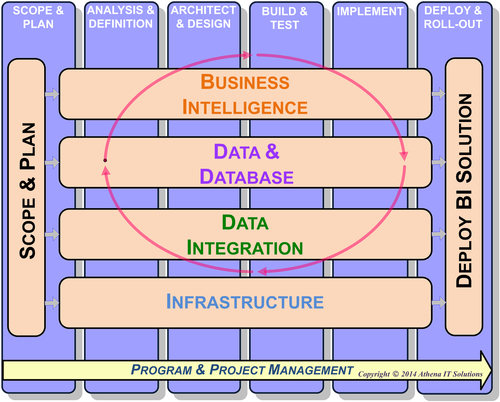 SCOPE &
PLAN
ANALYSIS &
DEFINITION
ARCHITECT
& DESIGN
BUILD &
TEST
IMPLEMENT
DEPLOY &
ROLL-OUT
SCOPE & PLAN
BUSINESS
INTELLIGENCE
DATA &
DATABASE
DATA
INTEGRATION
INFRASTRUCTURE
DEPLOY BI SOLUTION
PROGRAM & PROJECT MANAGEMENT
Copyright © 2014 Athena IT Solutions